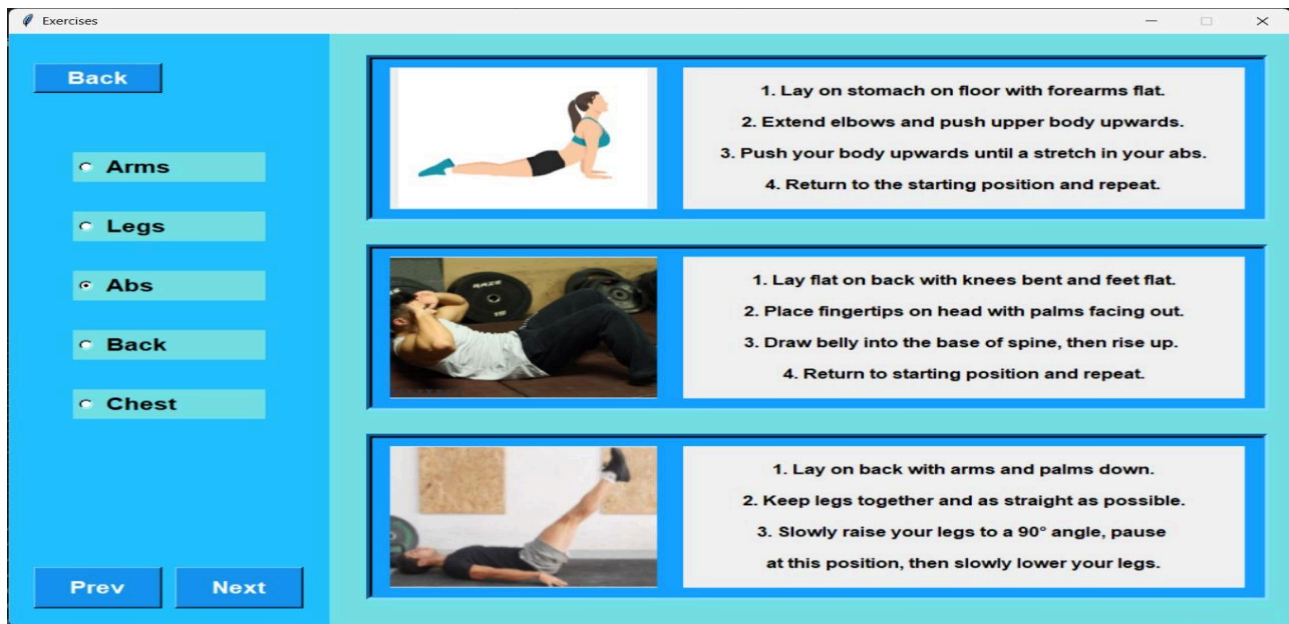 Exercises
Back
Arms
Legs
Abs
Back
Chest
Prev
Next
1. Lay on stomach on floor with forearms flat.
2. Extend elbows and push upper body upwards.
3. Push your body upwards until a stretch in your abs.
4. Return to the starting position and repeat.
1. Lay flat on back with knees bent and feet flat.
2. Place fingertips on head with palms facing out.
3. Draw belly into the base of spine, then rise up.
4. Return to starting position and repeat.
1. Lay on back with arms and palms down.
2. Keep legs together and as straight as possible.
3. Slowly raise your legs to a 90° angle, pause
at this position, then slowly lower your legs.